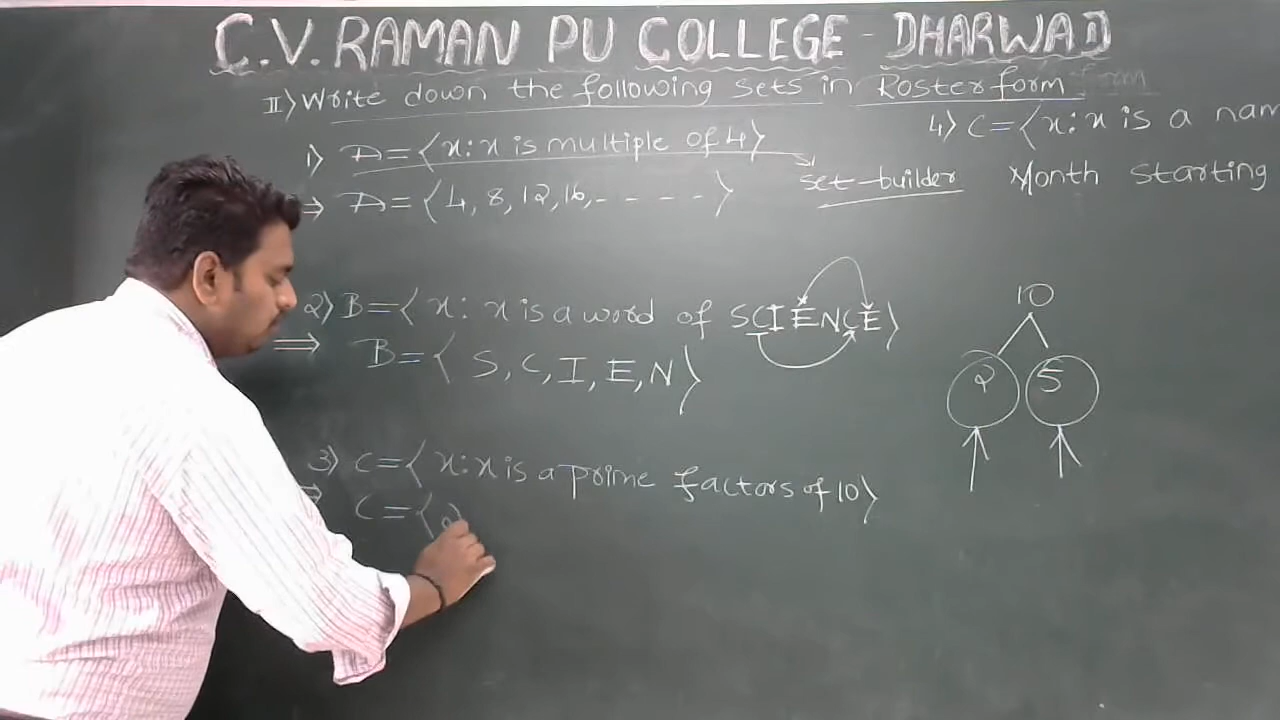 C.V. RAMAN PU COLLEGE - DHARWAD
II> Write down the following sets in Roster form form
1) D = {x : x is multiple of 4}
⇒ D = {4, 8, 12, 16, - - - -}
set-builder
2) B = {x : x is a word of SCIENCE}
⇒ B = {S, C, I, E, N}
3) C = {x : x is a prime factors of 10}
⇒ C = {2
4) C = {x : x is a nam
Month starting
10
2 5